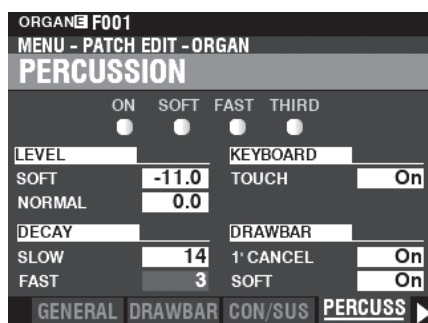 ORGAN E F001
MENU - PATCH EDIT - ORGAN
PERCUSSION
ON SOFT FAST THIRD
LEVEL KEYBOARD
SOFT -11.0 TOUCH On
NORMAL 0.0
DECAY DRAWBAR
SLOW 14 1' CANCEL On
FAST 3 SOFT On
GENERAL DRAWBAR CON/SUS PERCUSS